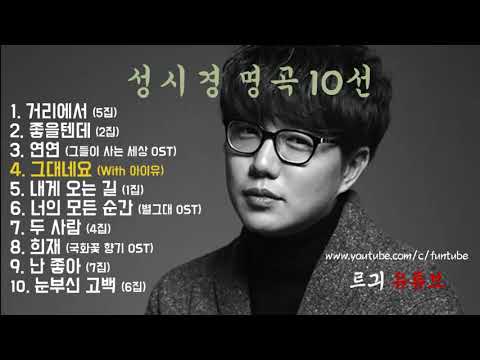 성시경 명곡 10선
1. 거리에서 (5집)
2. 좋을텐데 (2집)
3. 연연 (그들이 사는 세상 OST)
4. 그대네요 (With 아이유)
5. 내게 오는 길 (1집)
6. 너의 모든 순간 (별그대 OST)
7. 두 사람 (4집)
8. 희재 (국화꽃 향기 OST)
9. 난 좋아 (7집)
10. 눈부신 고백 (6집)
www.youtube.com/c/funtube
르긔 유튜브